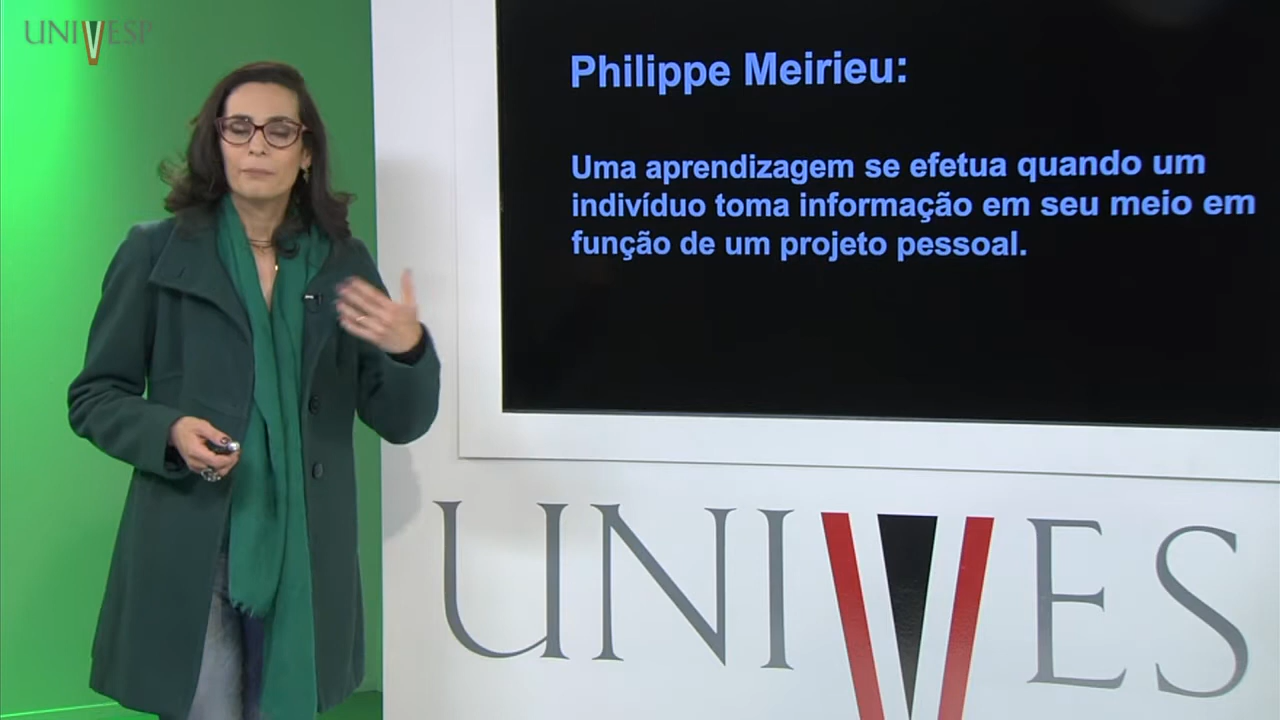 UNIVESP
Philippe Meirieu:
Uma aprendizagem se efetua quando um
indivíduo toma informação em seu meio em
função de um projeto pessoal.
UNIVES